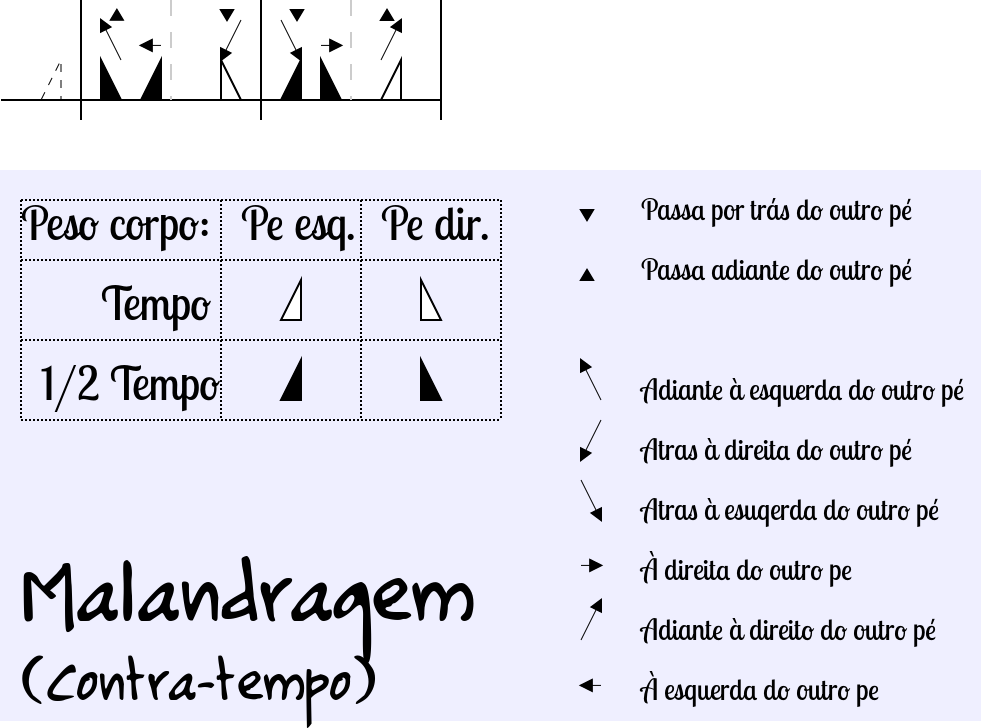 Peso corpo: Pe esq. Pe dir.
Tempo
1/2 Tempo
Malandragem
(Contra-tempo)
Passa por trás do outro pé
Passa adiante do outro pé
Adiante à esquerda do outro pé
Atras à direita do outro pé
Atras à esuqerda do outro pé
À direita do outro pe
Adiante à direito do outro pé
À esquerda do outro pe